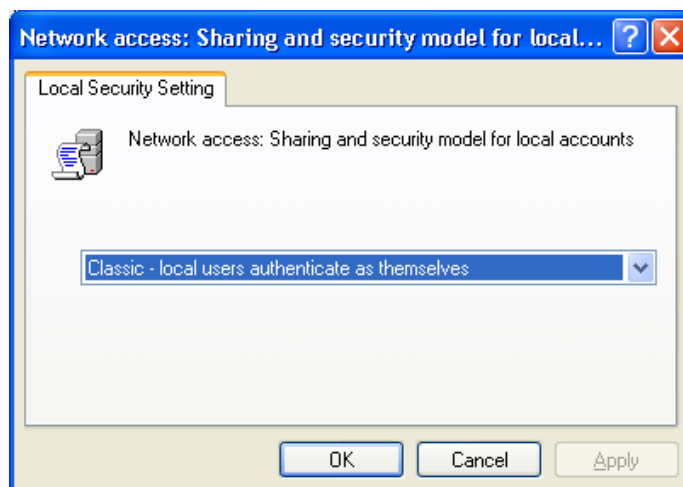 Network access: Sharing and security model for local...
Local Security Setting
Network access: Sharing and security model for local accounts
Classic - local users authenticate as themselves
OK Cancel Apply